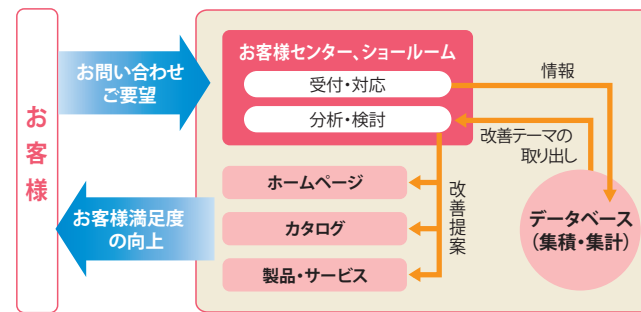 お客様
お問い合わせ
ご要望
お客様満足度
の向上
お客様センター、ショールーム
受付・対応
分析・検討
情報
改善テーマの
取り出し
データベース
（集積・集計）
改善提案
ホームページ
カタログ
製品・サービス